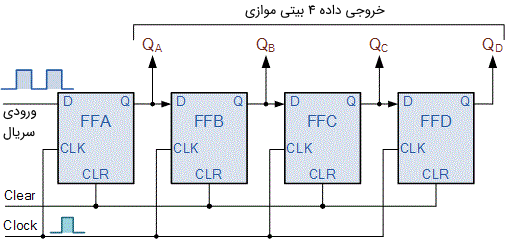 خروجی داده ۴ بیتی موازی
QA QB QC QD
ورودی
سریال
D Q D Q D Q D Q
FFA FFB FFC FFD
CLK CLK CLK CLK
CLR CLR CLR CLR
Clear
Clock